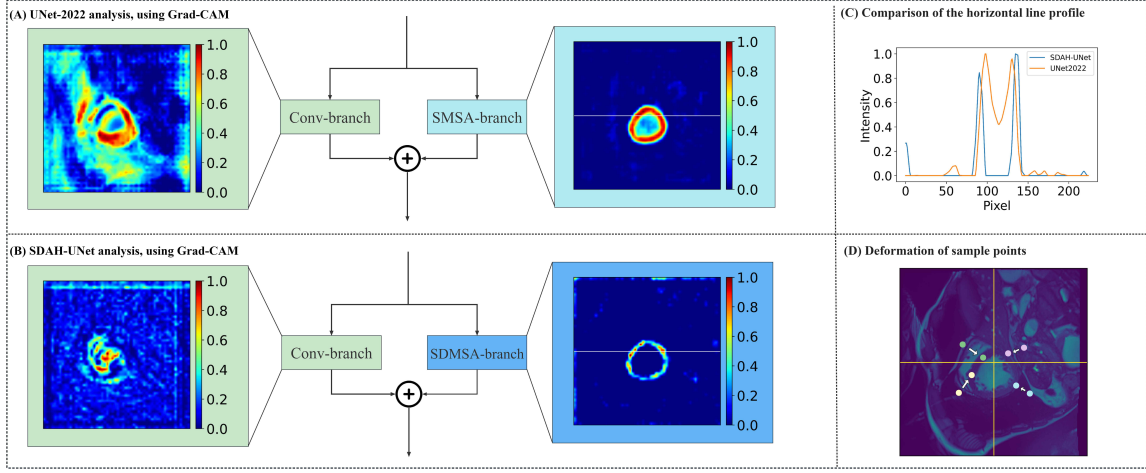 (A) UNet-2022 analysis, using Grad-CAM
1.0
0.8
0.6
0.4
0.2
0.0
Conv-branch
SMSA-branch
1.0
0.8
0.6
0.4
0.2
0.0
(C) Comparison of the horizontal line profile
SDAH-UNet
UNet2022
Intensity
1.0
0.8
0.6
0.4
0.2
0.0
0 50 100 150 200
Pixel
(B) SDAH-UNet analysis, using Grad-CAM
1.0
0.8
0.6
0.4
0.2
0.0
Conv-branch
SDMSA-branch
1.0
0.8
0.6
0.4
0.2
0.0
(D) Deformation of sample points